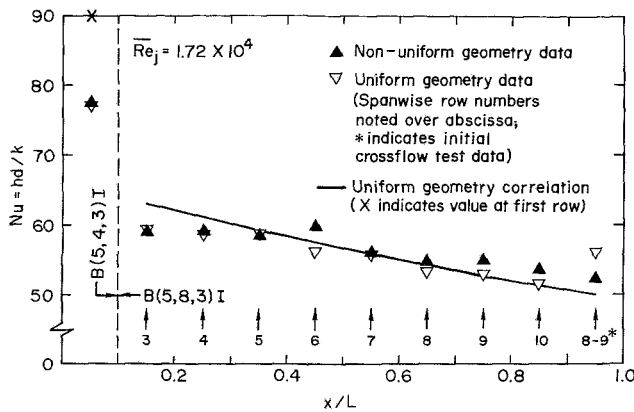 90
80
70
60
50
0
Nu = hd/k
X
R̅e̅ⱼ = 1.72 X 10⁴
▲ Non-uniform geometry data
▽ Uniform geometry data
(Spanwise row numbers
noted over abscissa;
* indicates initial
crossflow test data)
— Uniform geometry correlation
(X indicates value at first row)
B(5,4,3)I
B(5,8,3)I
3 4 5 6 7 8 9 10 8-9*
0.2 0.4 0.6 0.8 1.0
x/L